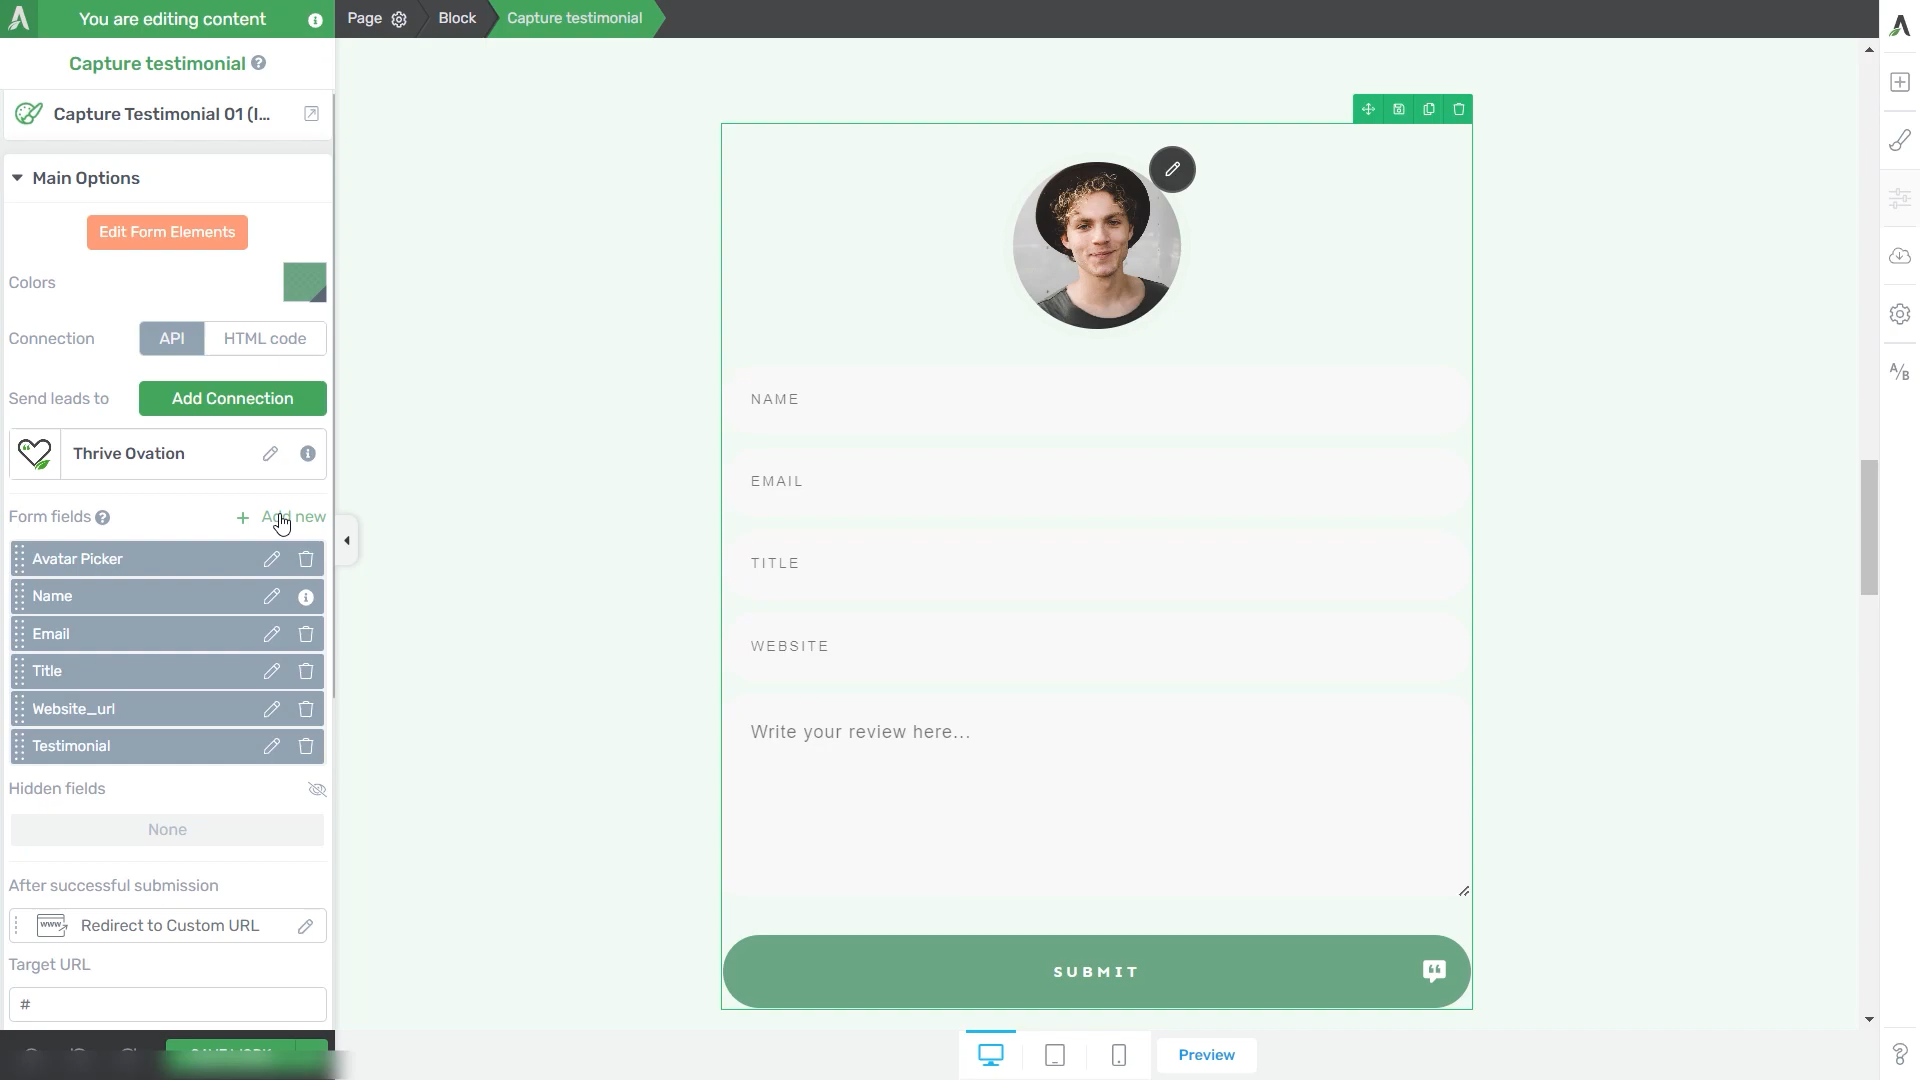 You are editing content
Page
Block
Capture testimonial
Capture testimonial
Capture Testimonial 01 (I...
Main Options
Edit Form Elements
Colors
Connection
API
HTML code
Send leads to
Add Connection
Thrive Ovation
Form fields
+ Add new
Avatar Picker
Name
Email
Title
Website_url
Testimonial
Hidden fields
None
After successful submission
Redirect to Custom URL
Target URL
#
NAME
EMAIL
TITLE
WEBSITE
Write your review here...
SUBMIT
Preview
A/B